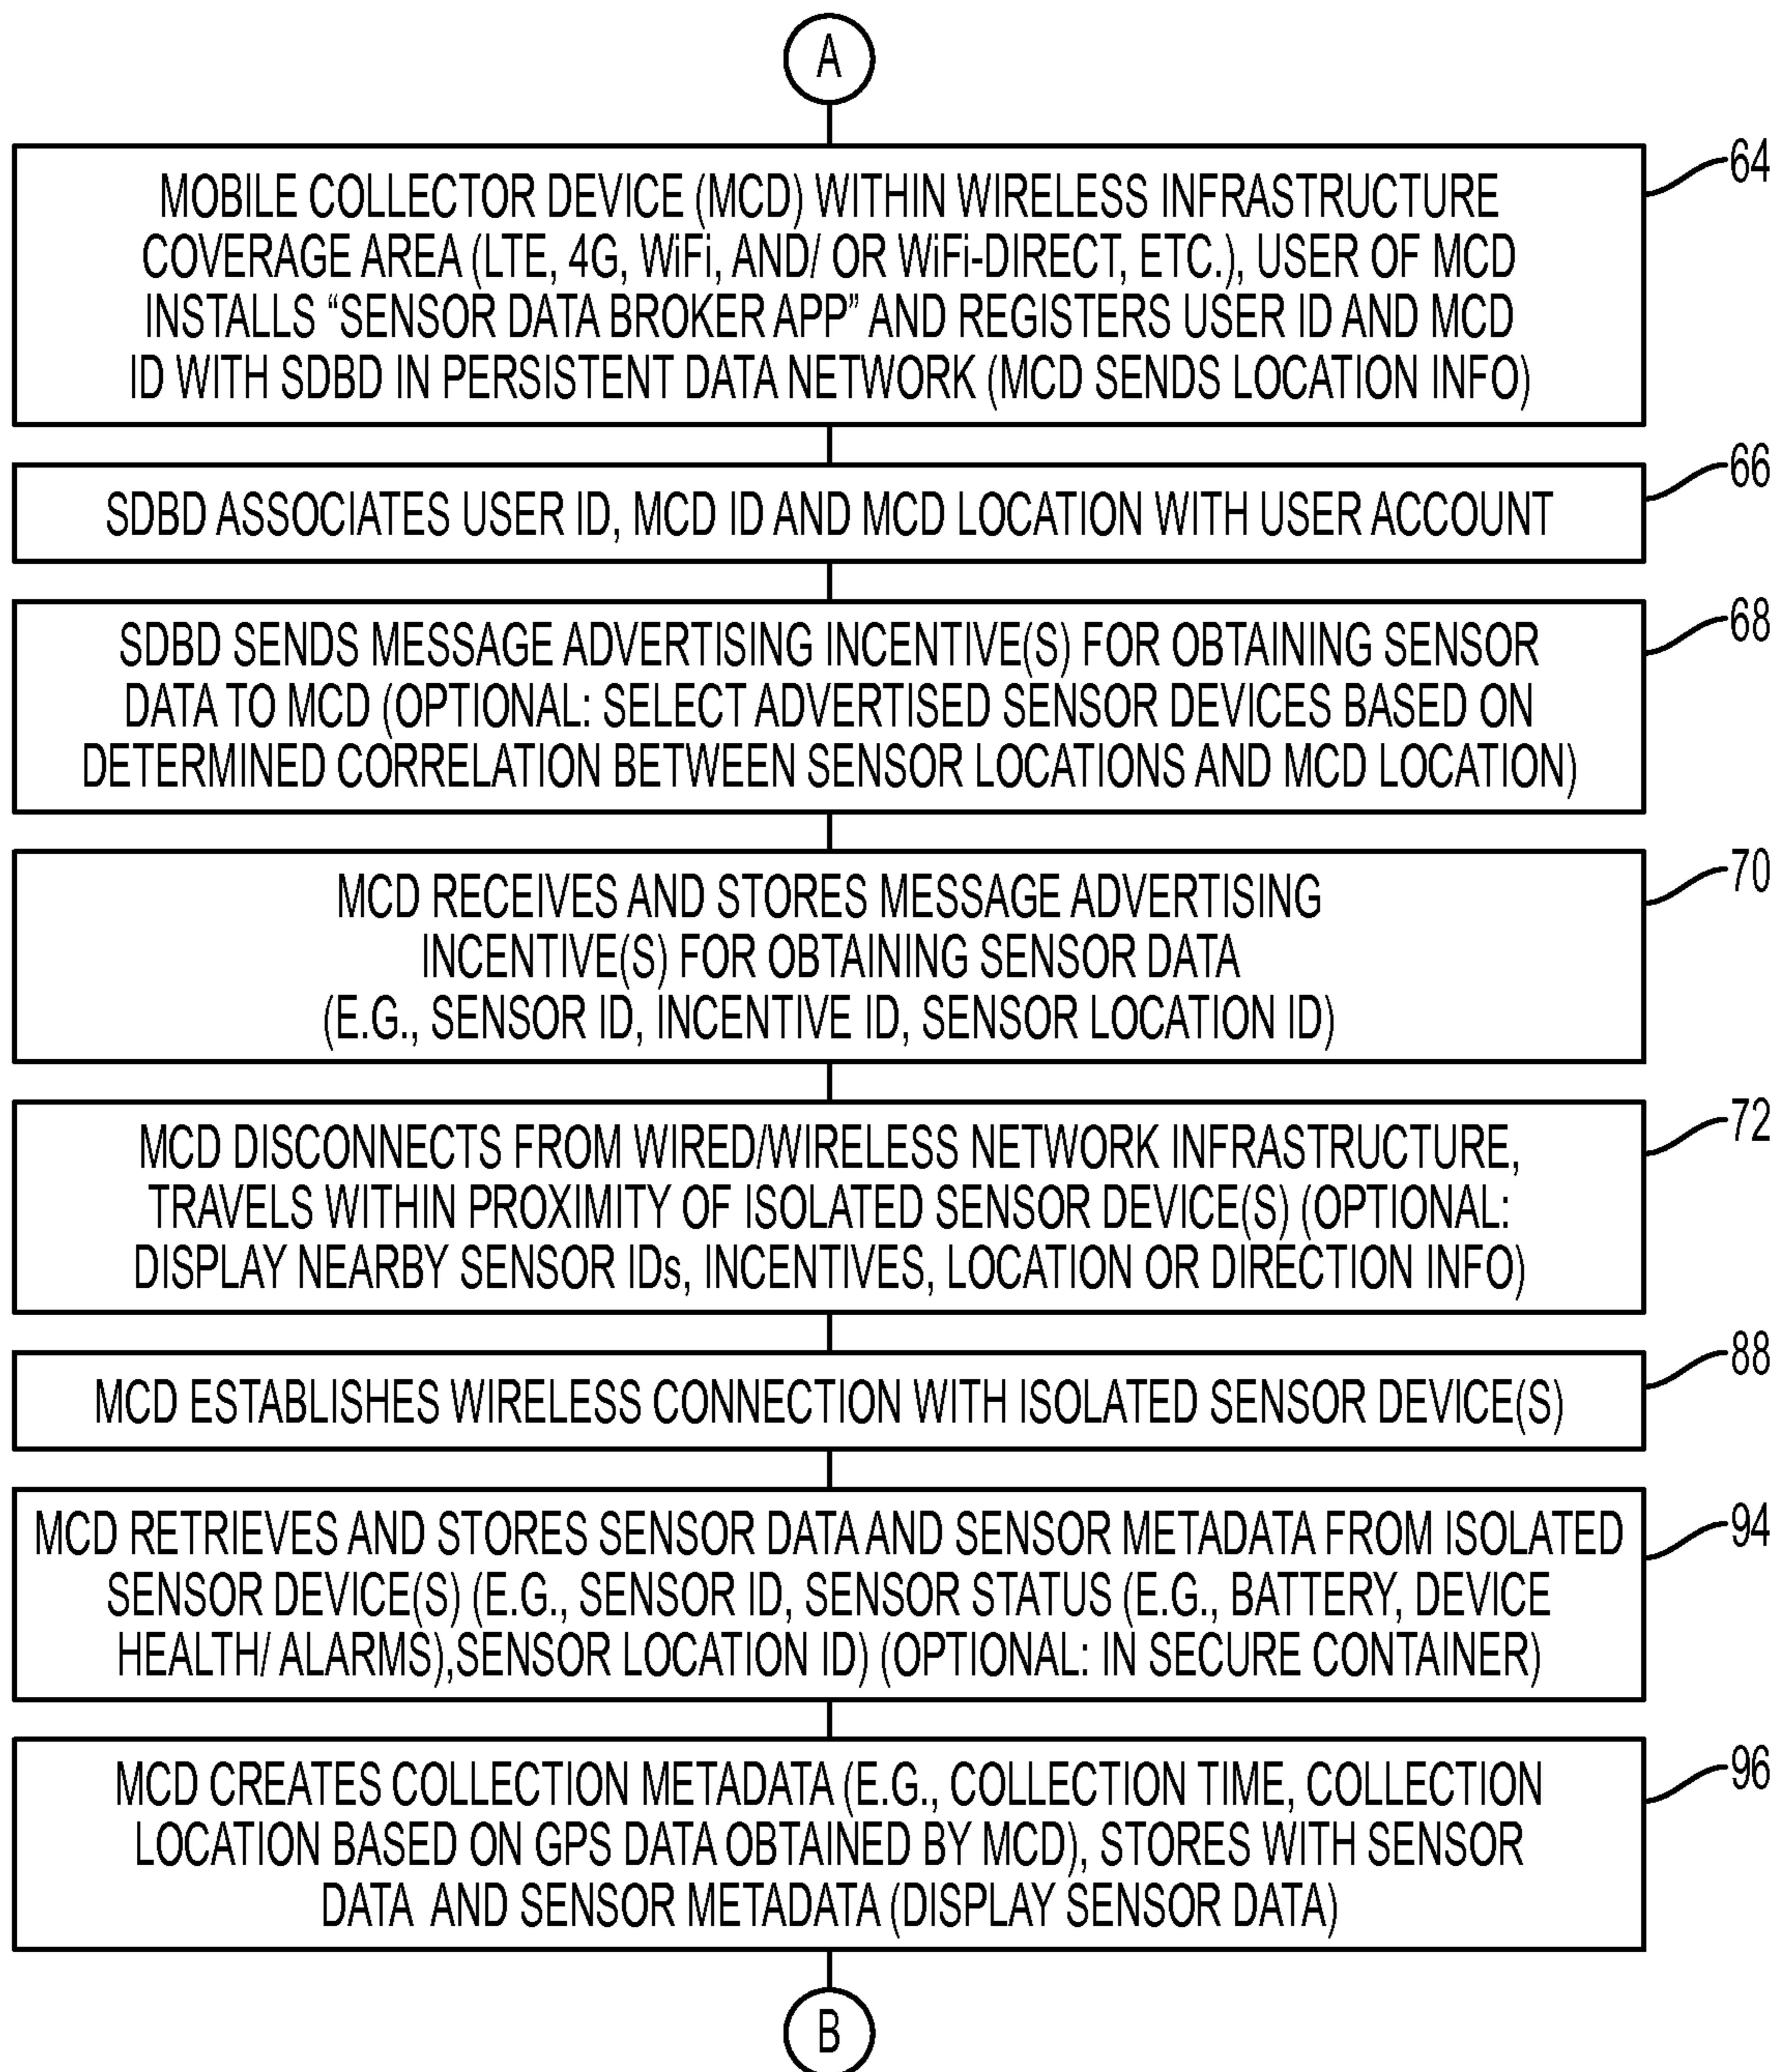 A
64
MOBILE COLLECTOR DEVICE (MCD) WITHIN WIRELESS INFRASTRUCTURE
COVERAGE AREA (LTE, 4G, WiFi, AND/ OR WiFi-DIRECT, ETC.), USER OF MCD
INSTALLS “SENSOR DATA BROKER APP” AND REGISTERS USER ID AND MCD
ID WITH SDBD IN PERSISTENT DATA NETWORK (MCD SENDS LOCATION INFO)
66
SDBD ASSOCIATES USER ID, MCD ID AND MCD LOCATION WITH USER ACCOUNT
68
SDBD SENDS MESSAGE ADVERTISING INCENTIVE(S) FOR OBTAINING SENSOR
DATA TO MCD (OPTIONAL: SELECT ADVERTISED SENSOR DEVICES BASED ON
DETERMINED CORRELATION BETWEEN SENSOR LOCATIONS AND MCD LOCATION)
70
MCD RECEIVES AND STORES MESSAGE ADVERTISING
INCENTIVE(S) FOR OBTAINING SENSOR DATA
(E.G., SENSOR ID, INCENTIVE ID, SENSOR LOCATION ID)
72
MCD DISCONNECTS FROM WIRED/WIRELESS NETWORK INFRASTRUCTURE,
TRAVELS WITHIN PROXIMITY OF ISOLATED SENSOR DEVICE(S) (OPTIONAL:
DISPLAY NEARBY SENSOR IDs, INCENTIVES, LOCATION OR DIRECTION INFO)
88
MCD ESTABLISHES WIRELESS CONNECTION WITH ISOLATED SENSOR DEVICE(S)
94
MCD RETRIEVES AND STORES SENSOR DATA AND SENSOR METADATA FROM ISOLATED
SENSOR DEVICE(S) (E.G., SENSOR ID, SENSOR STATUS (E.G., BATTERY, DEVICE
HEALTH/ ALARMS),SENSOR LOCATION ID) (OPTIONAL: IN SECURE CONTAINER)
96
MCD CREATES COLLECTION METADATA (E.G., COLLECTION TIME, COLLECTION
LOCATION BASED ON GPS DATA OBTAINED BY MCD), STORES WITH SENSOR
DATA AND SENSOR METADATA (DISPLAY SENSOR DATA)
B